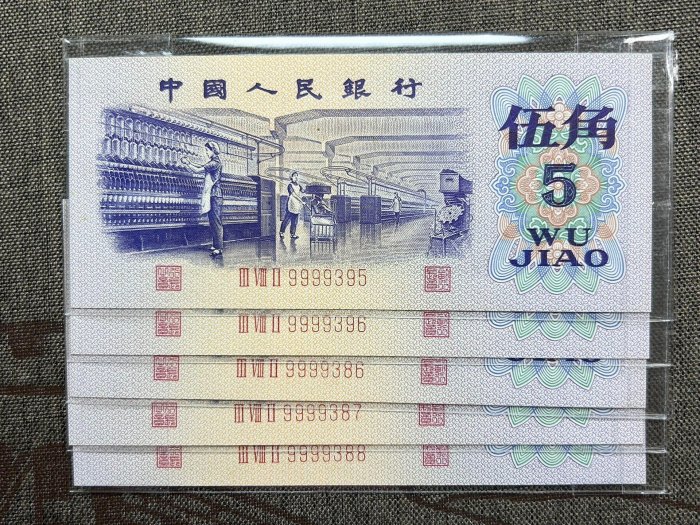 中國人民銀行
伍角
5
WU
JIAO
III VIII II 9999395
III VIII II 9999396
III VIII II 9999386
III VIII II 9999387
III VIII II 9999388